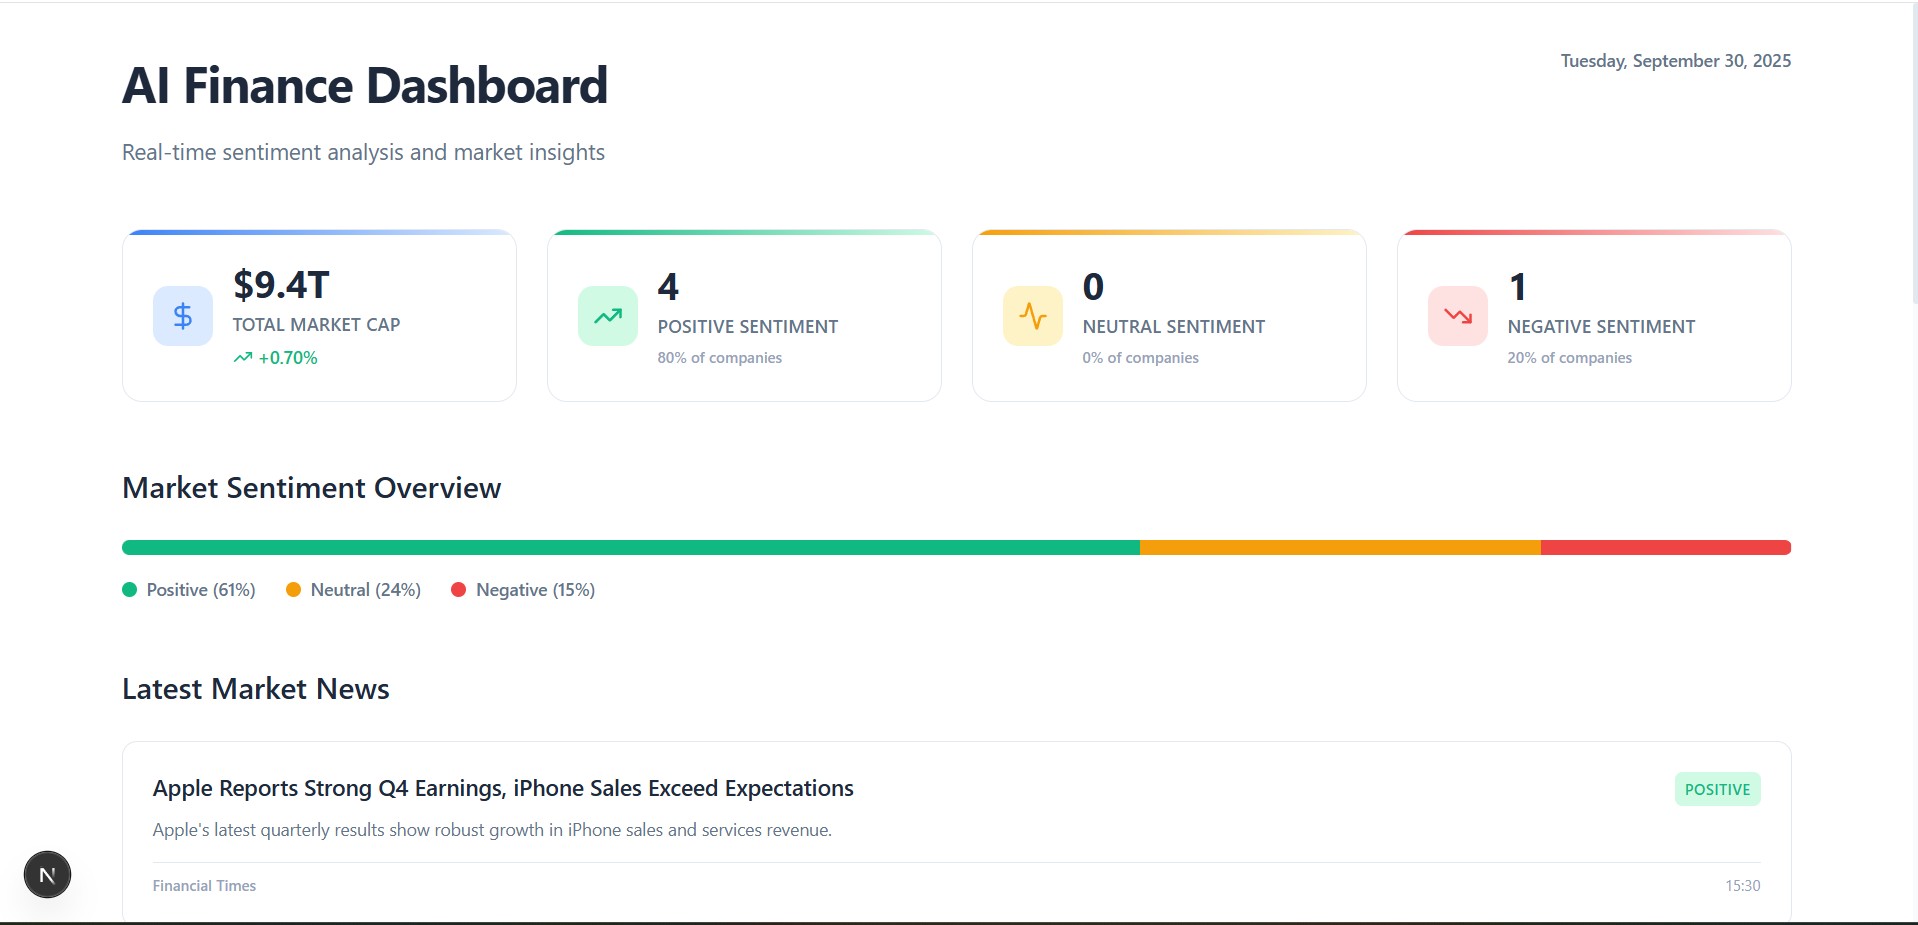 AI Finance Dashboard
Tuesday, September 30, 2025
Real-time sentiment analysis and market insights
$9.4T
TOTAL MARKET CAP
+0.70%
4
POSITIVE SENTIMENT
80% of companies
0
NEUTRAL SENTIMENT
0% of companies
1
NEGATIVE SENTIMENT
20% of companies
Market Sentiment Overview
Positive (61%)
Neutral (24%)
Negative (15%)
Latest Market News
Apple Reports Strong Q4 Earnings, iPhone Sales Exceed Expectations
POSITIVE
Apple's latest quarterly results show robust growth in iPhone sales and services revenue.
Financial Times
15:30
N